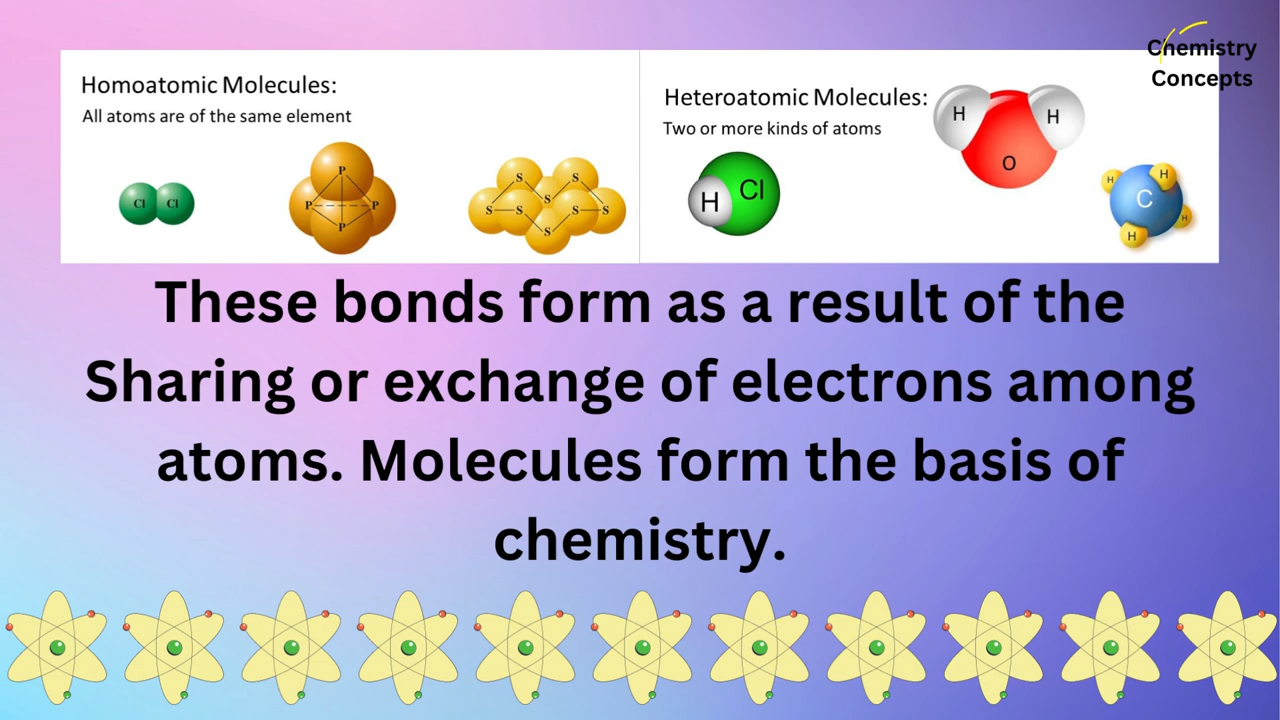 Chemistry
Concepts
Homoatomic Molecules:
All atoms are of the same element
Cl Cl
P
P P
P
S S
S S S S S
S
Heteroatomic Molecules:
Two or more kinds of atoms
H Cl
H H
O
H H
C
H
H
These bonds form as a result of the
Sharing or exchange of electrons among
atoms. Molecules form the basis of
chemistry.